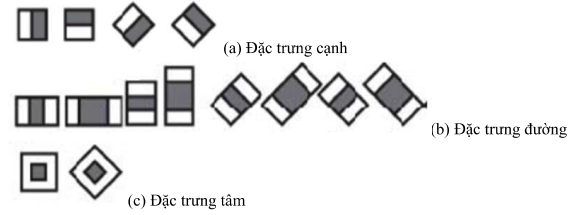 (a) Đặc trưng cạnh
(b) Đặc trưng đường
(c) Đặc trưng tâm